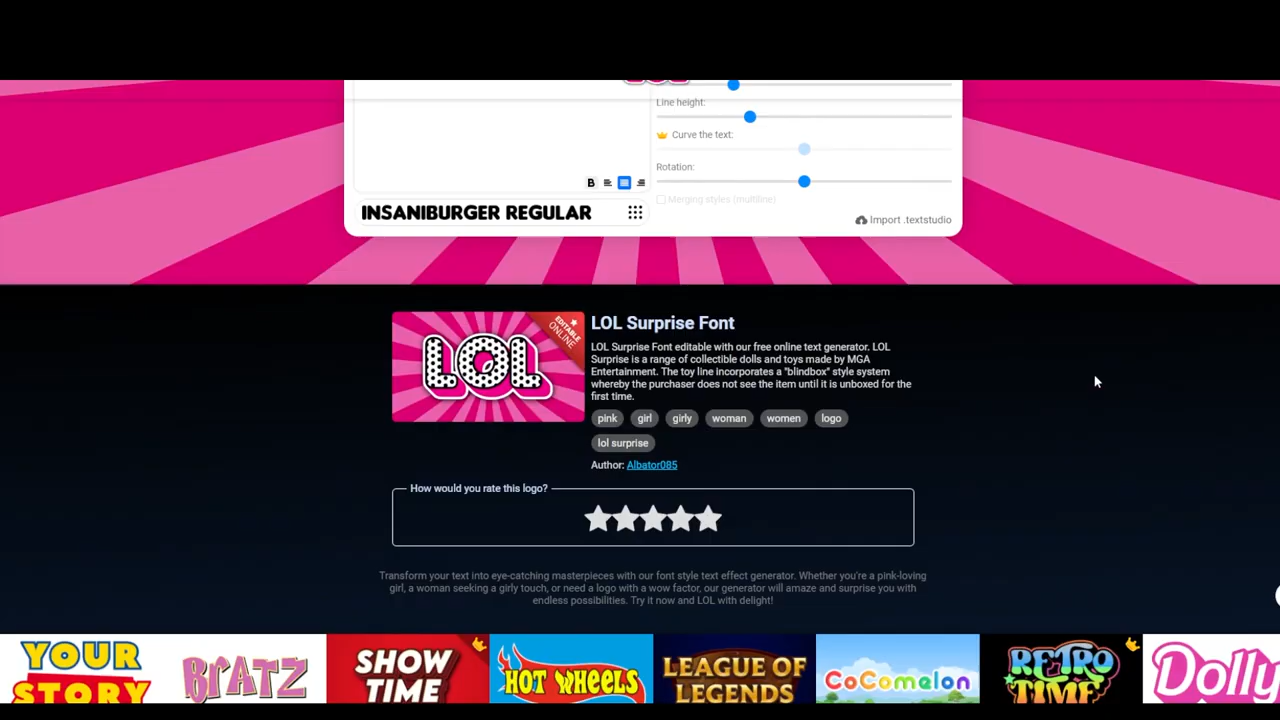 LOL
Line height:
Curve the text:
Rotation:
B
Merging styles (multiline)
INSANIBURGER REGULAR
Import .textstudio
LOL
EDITABLE
ONLINE
LOL Surprise Font
LOL Surprise Font editable with our free online text generator. LOL
Surprise is a range of collectible dolls and toys made by MGA
Entertainment. The toy line incorporates a "blindbox" style system
whereby the purchaser does not see the item until it is unboxed for the
first time.
pink girl girly woman women logo
lol surprise
Author: Albator085
How would you rate this logo?
Transform your text into eye-catching masterpieces with our font style text effect generator. Whether you're a pink-loving
girl, a woman seeking a girly touch, or need a logo with a wow factor, our generator will amaze and surprise you with
endless possibilities. Try it now and LOL with delight!
YOUR
STORY
BRATZ
SHOW
TIME
HOT WHEELS
LEAGUE OF
LEGENDS
CoComelon
RETRO
TIME
Dolly